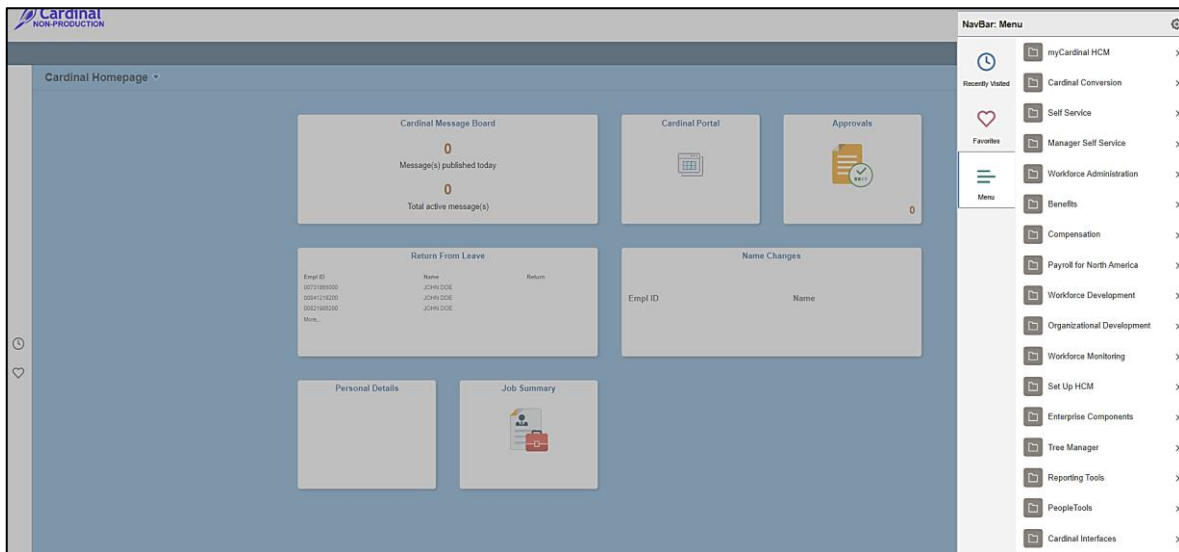 Cardinal
NON-PRODUCTION
Cardinal Homepage
Cardinal Message Board
0
Message(s) published today
0
Total active message(s)
Cardinal Portal
Approvals
0
Return From Leave
Empl ID Name Return
JOHN DOE
JOHN DOE
JOHN DOE
More...
Name Changes
Empl ID Name
Personal Details
Job Summary
NavBar: Menu
Recently Visited
Favorites
Menu
myCardinal HCM
Cardinal Conversion
Self Service
Manager Self Service
Workforce Administration
Benefits
Compensation
Payroll for North America
Workforce Development
Organizational Development
Workforce Monitoring
Set Up HCM
Enterprise Components
Tree Manager
Reporting Tools
PeopleTools
Cardinal Interfaces